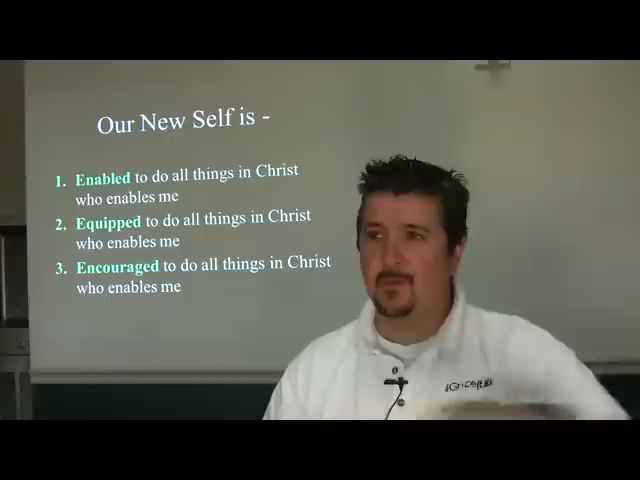 Our New Self is -
1. Enabled to do all things in Christ
who enables me
2. Equipped to do all things in Christ
who enables me
3. Encouraged to do all things in Christ
who enables me